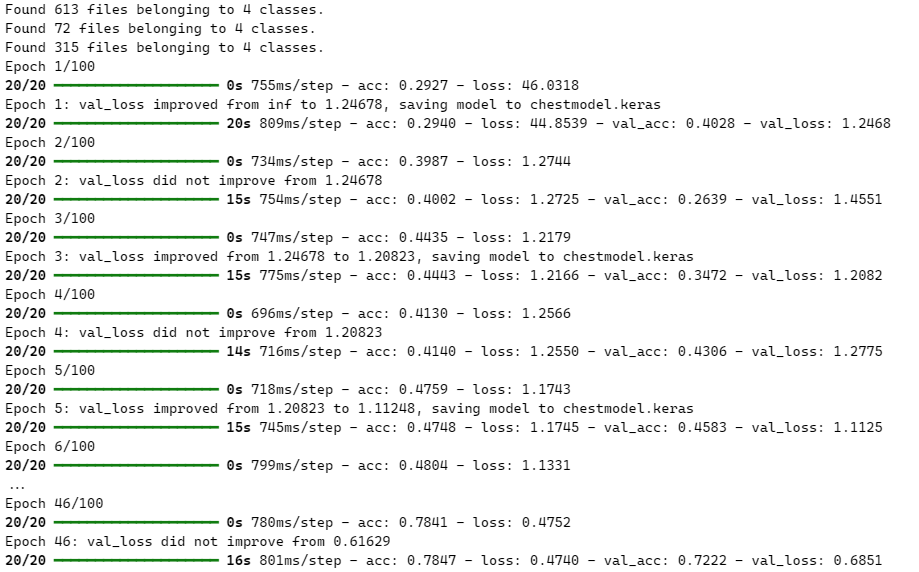 Found 613 files belonging to 4 classes.
Found 72 files belonging to 4 classes.
Found 315 files belonging to 4 classes.
Epoch 1/100
20/20 ━━━━━━━━━━━━━━━━━━━━ 0s 755ms/step - acc: 0.2927 - loss: 46.0318
Epoch 1: val_loss improved from inf to 1.24678, saving model to chestmodel.keras
20/20 ━━━━━━━━━━━━━━━━━━━━ 20s 809ms/step - acc: 0.2940 - loss: 44.8539 - val_acc: 0.4028 - val_loss: 1.2468
Epoch 2/100
20/20 ━━━━━━━━━━━━━━━━━━━━ 0s 734ms/step - acc: 0.3987 - loss: 1.2744
Epoch 2: val_loss did not improve from 1.24678
20/20 ━━━━━━━━━━━━━━━━━━━━ 15s 754ms/step - acc: 0.4002 - loss: 1.2725 - val_acc: 0.2639 - val_loss: 1.4551
Epoch 3/100
20/20 ━━━━━━━━━━━━━━━━━━━━ 0s 747ms/step - acc: 0.4435 - loss: 1.2179
Epoch 3: val_loss improved from 1.24678 to 1.20823, saving model to chestmodel.keras
20/20 ━━━━━━━━━━━━━━━━━━━━ 15s 775ms/step - acc: 0.4443 - loss: 1.2166 - val_acc: 0.3472 - val_loss: 1.2082
Epoch 4/100
20/20 ━━━━━━━━━━━━━━━━━━━━ 0s 696ms/step - acc: 0.4130 - loss: 1.2566
Epoch 4: val_loss did not improve from 1.20823
20/20 ━━━━━━━━━━━━━━━━━━━━ 14s 716ms/step - acc: 0.4140 - loss: 1.2550 - val_acc: 0.4306 - val_loss: 1.2775
Epoch 5/100
20/20 ━━━━━━━━━━━━━━━━━━━━ 0s 718ms/step - acc: 0.4759 - loss: 1.1743
Epoch 5: val_loss improved from 1.20823 to 1.11248, saving model to chestmodel.keras
20/20 ━━━━━━━━━━━━━━━━━━━━ 15s 745ms/step - acc: 0.4748 - loss: 1.1745 - val_acc: 0.4583 - val_loss: 1.1125
Epoch 6/100
20/20 ━━━━━━━━━━━━━━━━━━━━ 0s 799ms/step - acc: 0.4804 - loss: 1.1331
...
Epoch 46/100
20/20 ━━━━━━━━━━━━━━━━━━━━ 0s 780ms/step - acc: 0.7841 - loss: 0.4752
Epoch 46: val_loss did not improve from 0.61629
20/20 ━━━━━━━━━━━━━━━━━━━━ 16s 801ms/step - acc: 0.7847 - loss: 0.4740 - val_acc: 0.7222 - val_loss: 0.6851